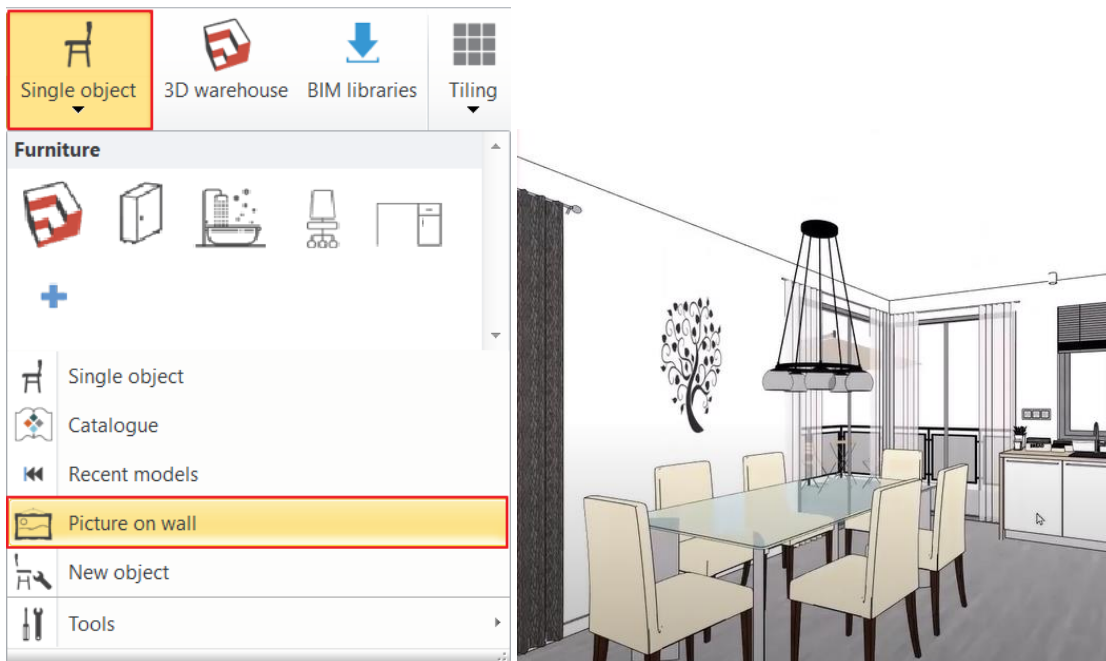 Single object
3D warehouse
BIM libraries
Tiling
Furniture
Single object
Catalogue
Recent models
Picture on wall
New object
Tools